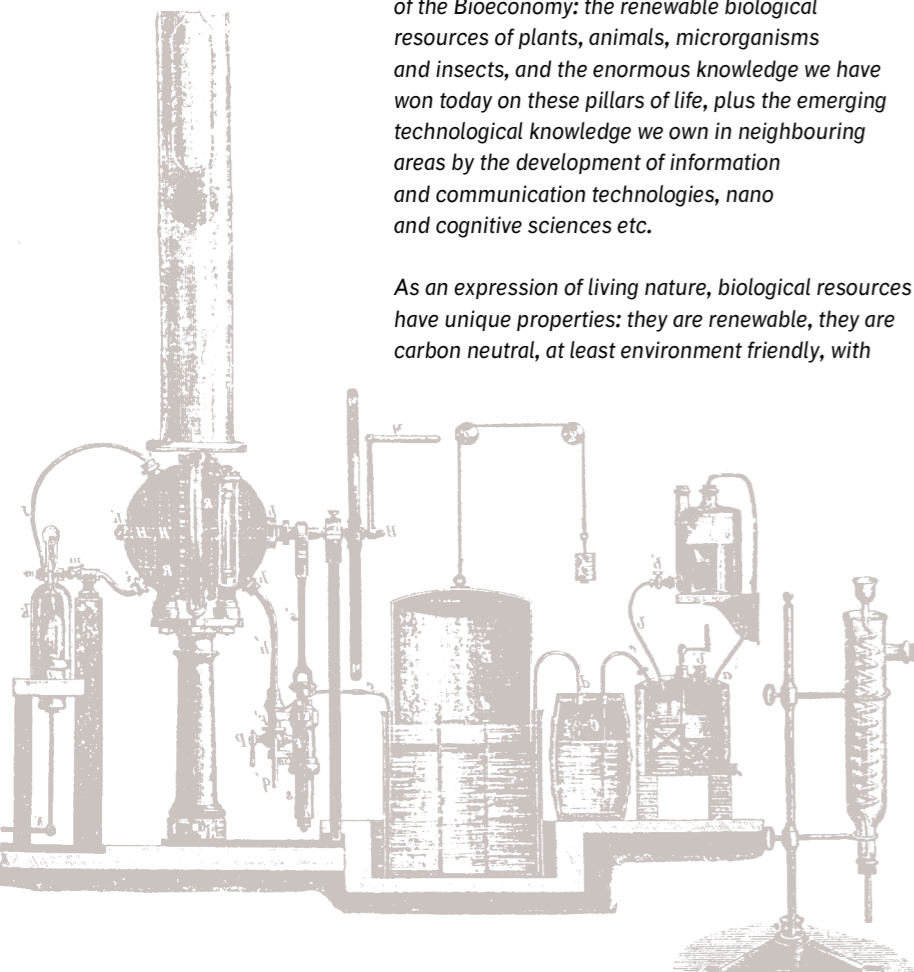 of the Bioeconomy: the renewable biological
resources of plants, animals, microrganisms
and insects, and the enormous knowledge we have
won today on these pillars of life, plus the emerging
technological knowledge we own in neighbouring
areas by the development of information
and communication technologies, nano
and cognitive sciences etc.
As an expression of living nature, biological resources
have unique properties: they are renewable, they are
carbon neutral, at least environment friendly, with